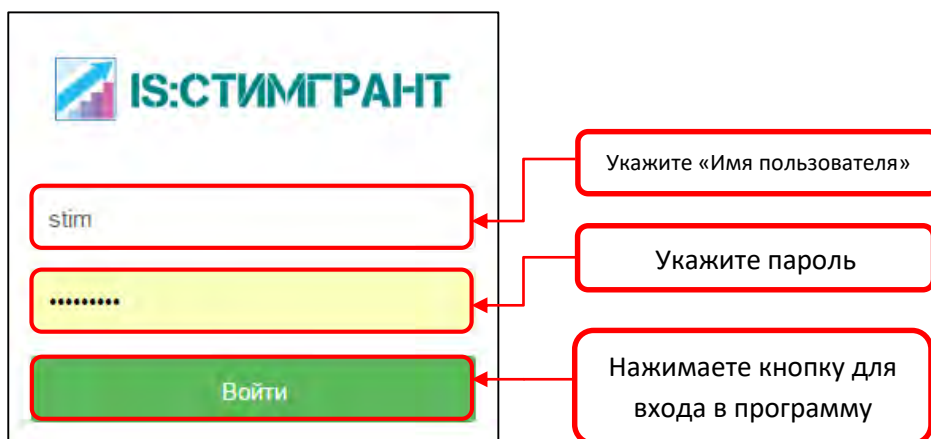 IS:СТИМГРАНТ
Укажите «Имя пользователя»
stim
Укажите пароль
•••••••••
Нажимаете кнопку для
входа в программу
Войти